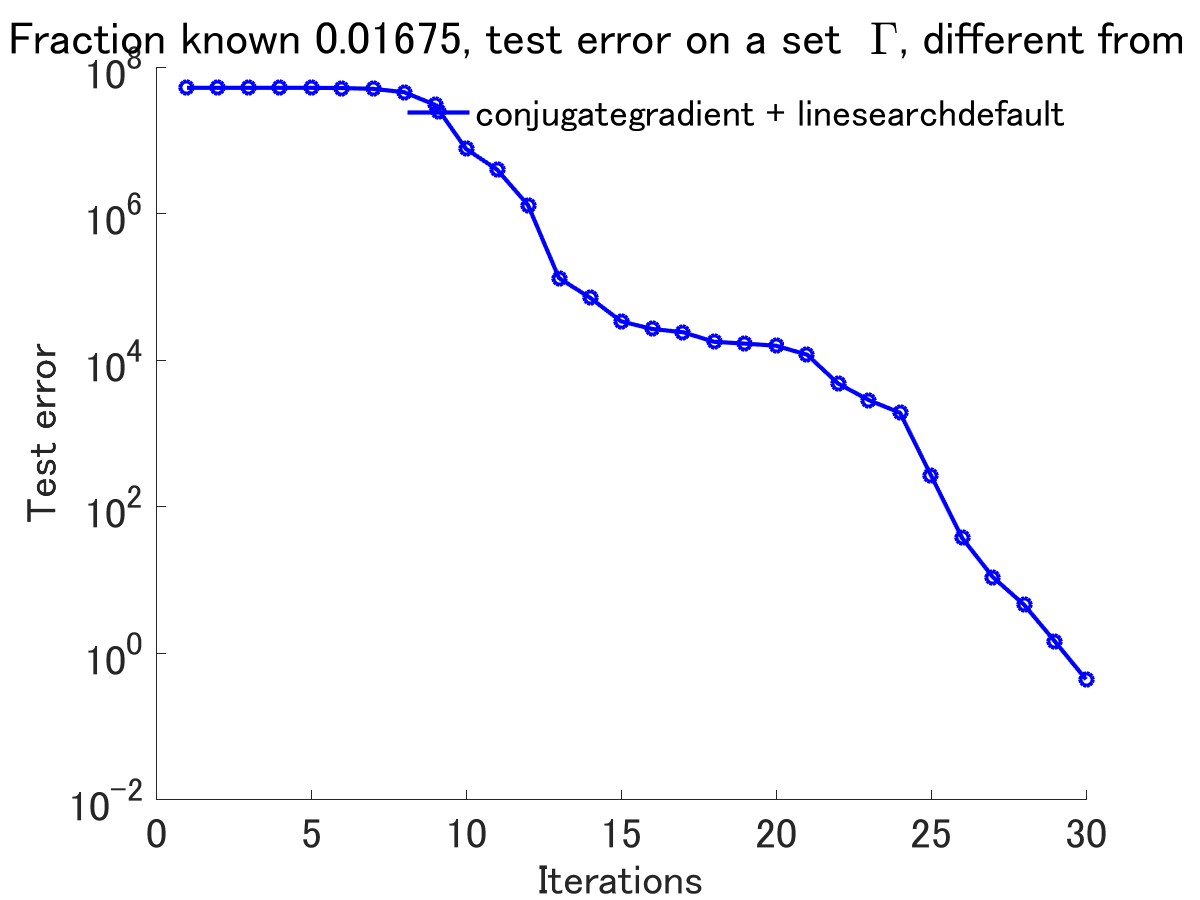 Fraction known 0.01675, test error on a set Γ, different from
10^8
conjugategradient + linesearchdefault
10^6
10^4
10^2
10^0
10^-2
Test error
0 5 10 15 20 25 30
Iterations